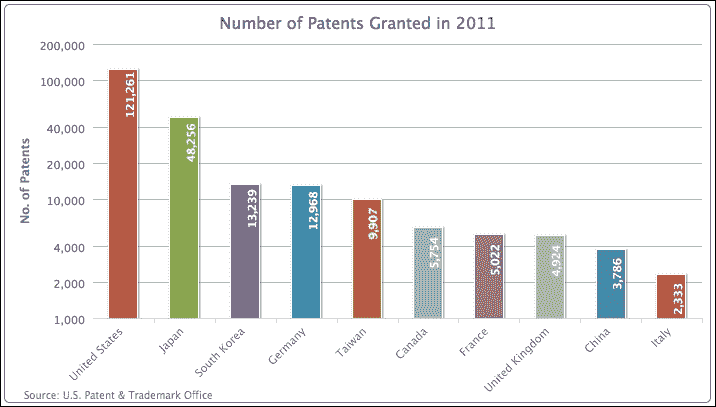 Number of Patents Granted in 2011
No. of Patents
200,000
100,000
40,000
20,000
10,000
4,000
2,000
1,000
121,261
48,256
13,239
12,968
9,907
5,754
5,022
4,924
3,786
2,333
United States
Japan
South Korea
Germany
Taiwan
Canada
France
United Kingdom
China
Italy
Source: U.S. Patent & Trademark Office